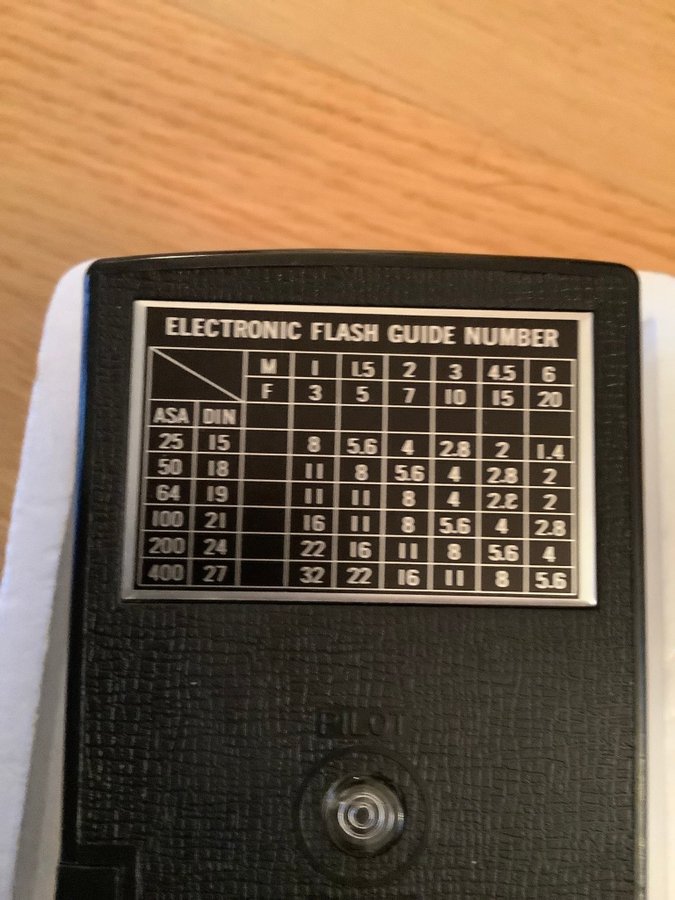 ELECTRONIC FLASH GUIDE NUMBER
M 1 1.5 2 3 4.5 6
F 3 5 7 10 15 20
ASA DIN
25 15 8 5.6 4 2.8 2 1.4
50 18 11 8 5.6 4 2.8 2
64 19 11 11 8 4 2.8 2
100 21 16 11 8 5.6 4 2.8
200 24 22 16 11 8 5.6 4
400 27 32 22 16 11 8 5.6
PILOT